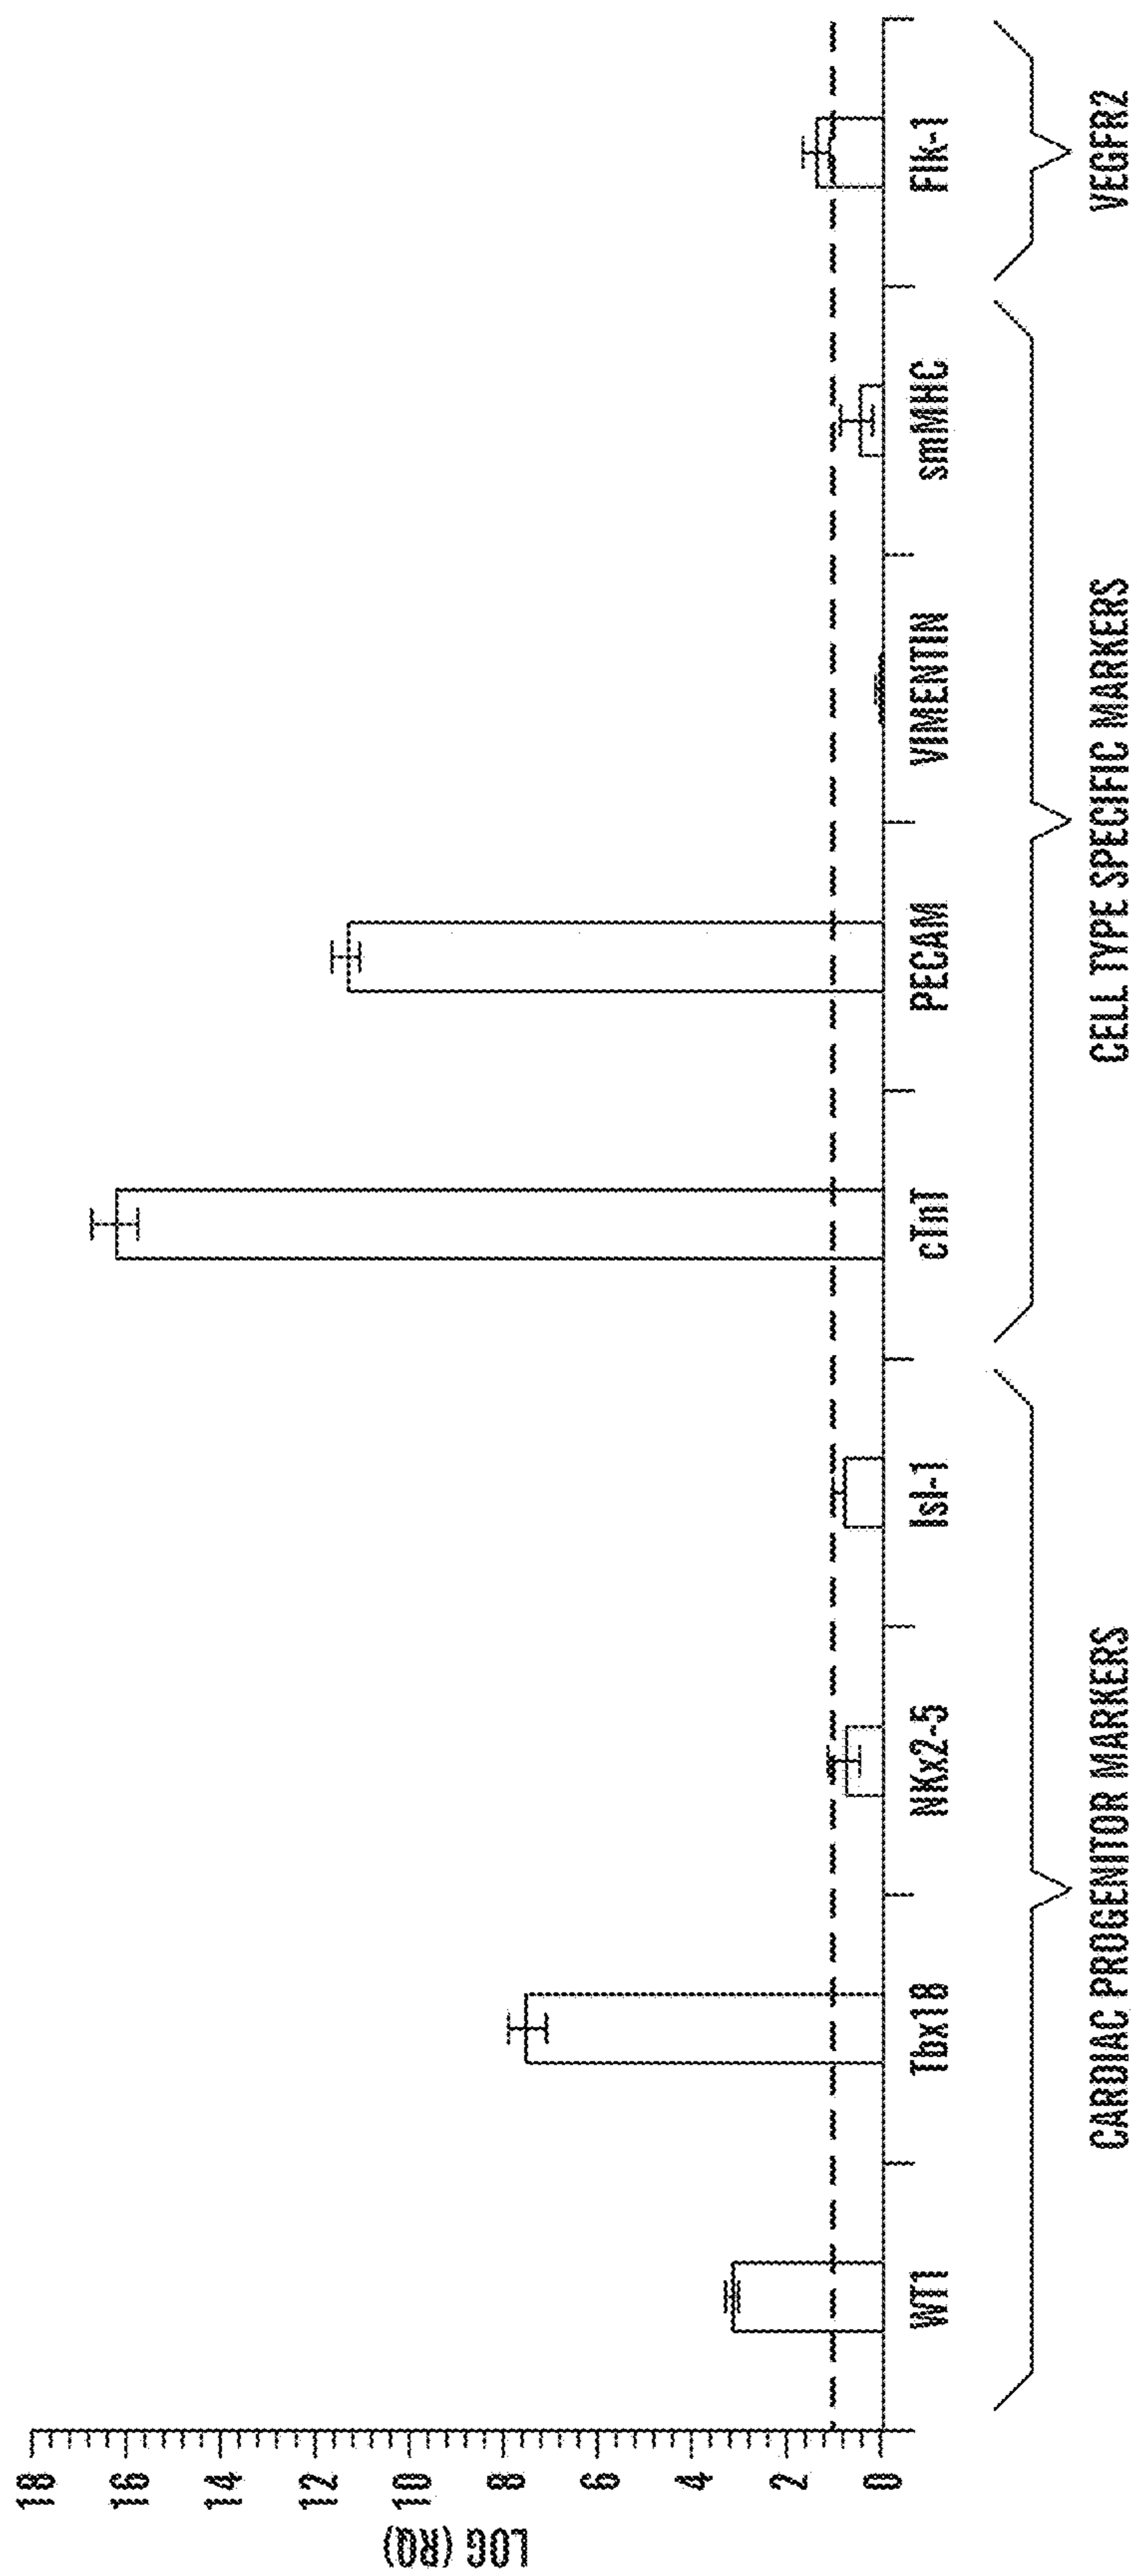 LOG (RQ)
18
16
14
12
10
8
6
4
2
0
WT1
Tbx18
NKx2-5
Isl-1
cTnT
PECAM
VIMENTIN
smMHC
Flk-1
CARDIAC PROGENITOR MARKERS
CELL TYPE SPECIFIC MARKERS
VEGFR2